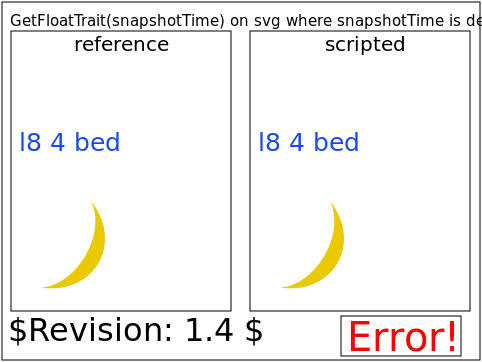 GetFloatTrait(snapshotTime) on svg where snapshotTime is de
reference
scripted
l8 4 bed
l8 4 bed
$Revision: 1.4 $
Error!